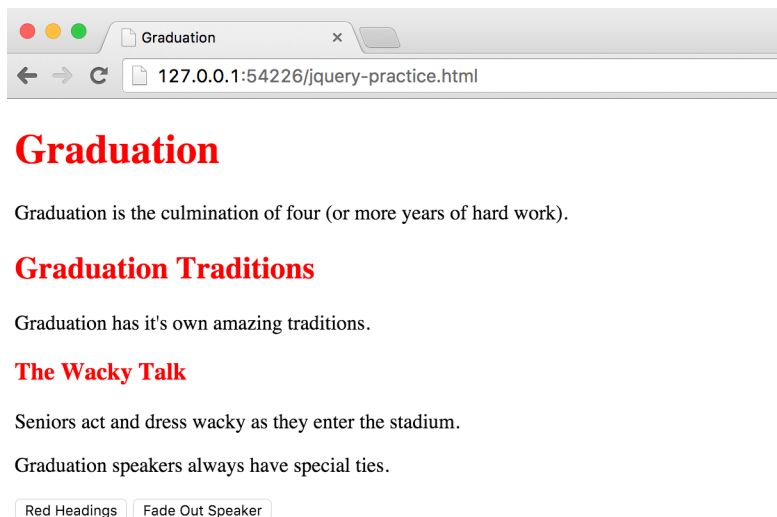 Graduation
127.0.0.1:54226/jquery-practice.html
Graduation
Graduation is the culmination of four (or more years of hard work).
Graduation Traditions
Graduation has it's own amazing traditions.
The Wacky Talk
Seniors act and dress wacky as they enter the stadium.
Graduation speakers always have special ties.
Red Headings Fade Out Speaker